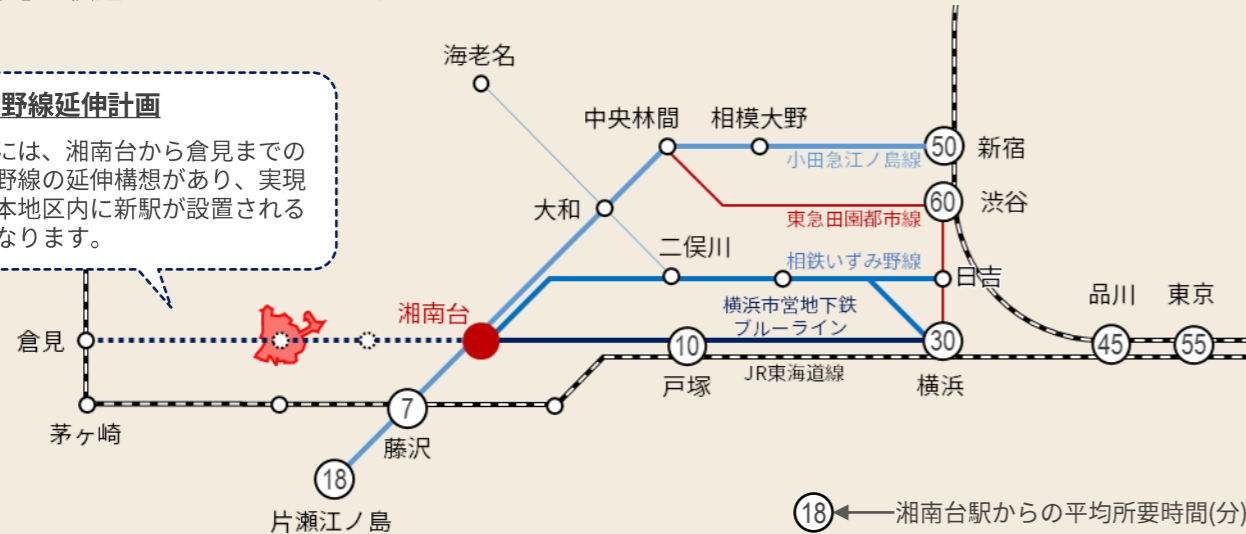 海老名
野線延伸計画
には、湘南台から倉見までの
野線の延伸構想があり、実現
本地区内に新駅が設置される
なります。
中央林間
相模大野
50
新宿
小田急江ノ島線
60
渋谷
大和
東急田園都市線
二俣川
相鉄いずみ野線
日吉
品川
東京
湘南台
横浜市営地下鉄
ブルーライン
倉見
10
30
45
55
戸塚
JR東海道線
横浜
茅ヶ崎
7
藤沢
18
片瀬江ノ島
18
湘南台駅からの平均所要時間(分)